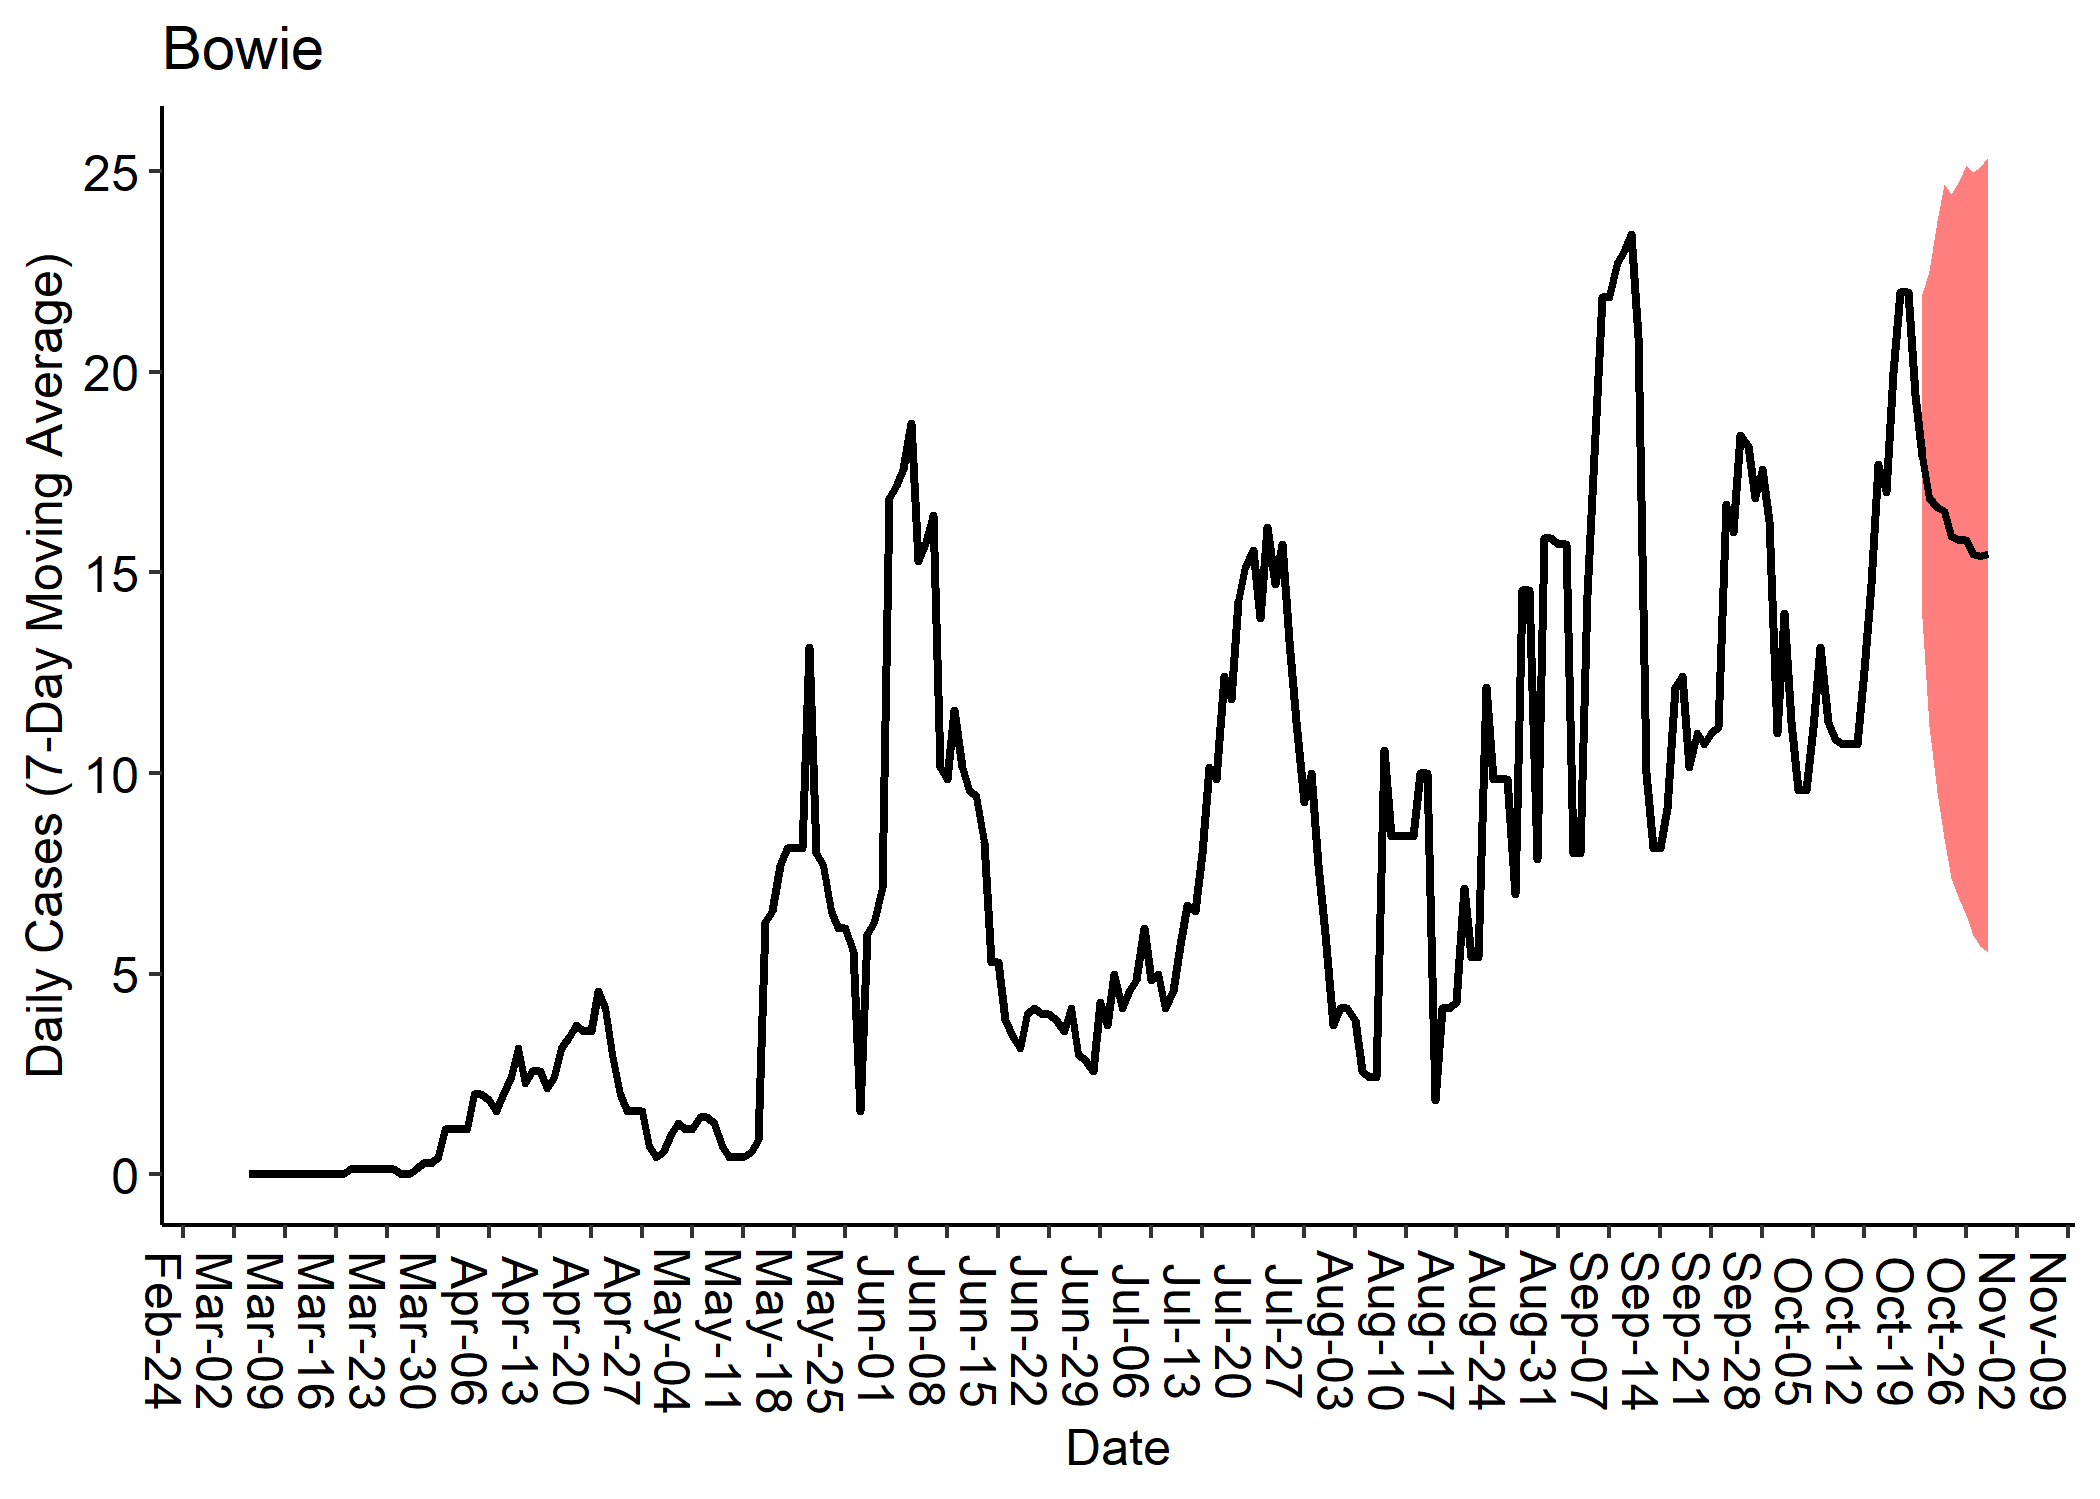 Bowie
Daily Cases (7-Day Moving Average)
25
20
15
10
5
0
Feb-24
Mar-02
Mar-09
Mar-16
Mar-23
Mar-30
Apr-06
Apr-13
Apr-20
Apr-27
May-04
May-11
May-18
May-25
Jun-01
Jun-08
Jun-15
Jun-22
Jun-29
Jul-06
Jul-13
Jul-20
Jul-27
Aug-03
Aug-10
Aug-17
Aug-24
Aug-31
Sep-07
Sep-14
Sep-21
Sep-28
Oct-05
Oct-12
Oct-19
Oct-26
Nov-02
Nov-09
Date